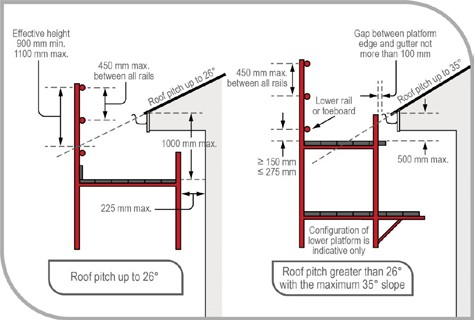 Effective height
900 mm min.
1100 mm max.
450 mm max.
between all rails
Roof pitch up to 26°
1000 mm max.
225 mm max.
Roof pitch up to 26°
Gap between platform
edge and gutter not
more than 100 mm
450 mm max.
between all rails
Roof pitch up to 35°
Lower rail
or toeboard
≥ 150 mm
≤ 275 mm
500 mm max.
Configuration of
lower platform is
indicative only
Roof pitch greater than 26°
with the maximum 35° slope